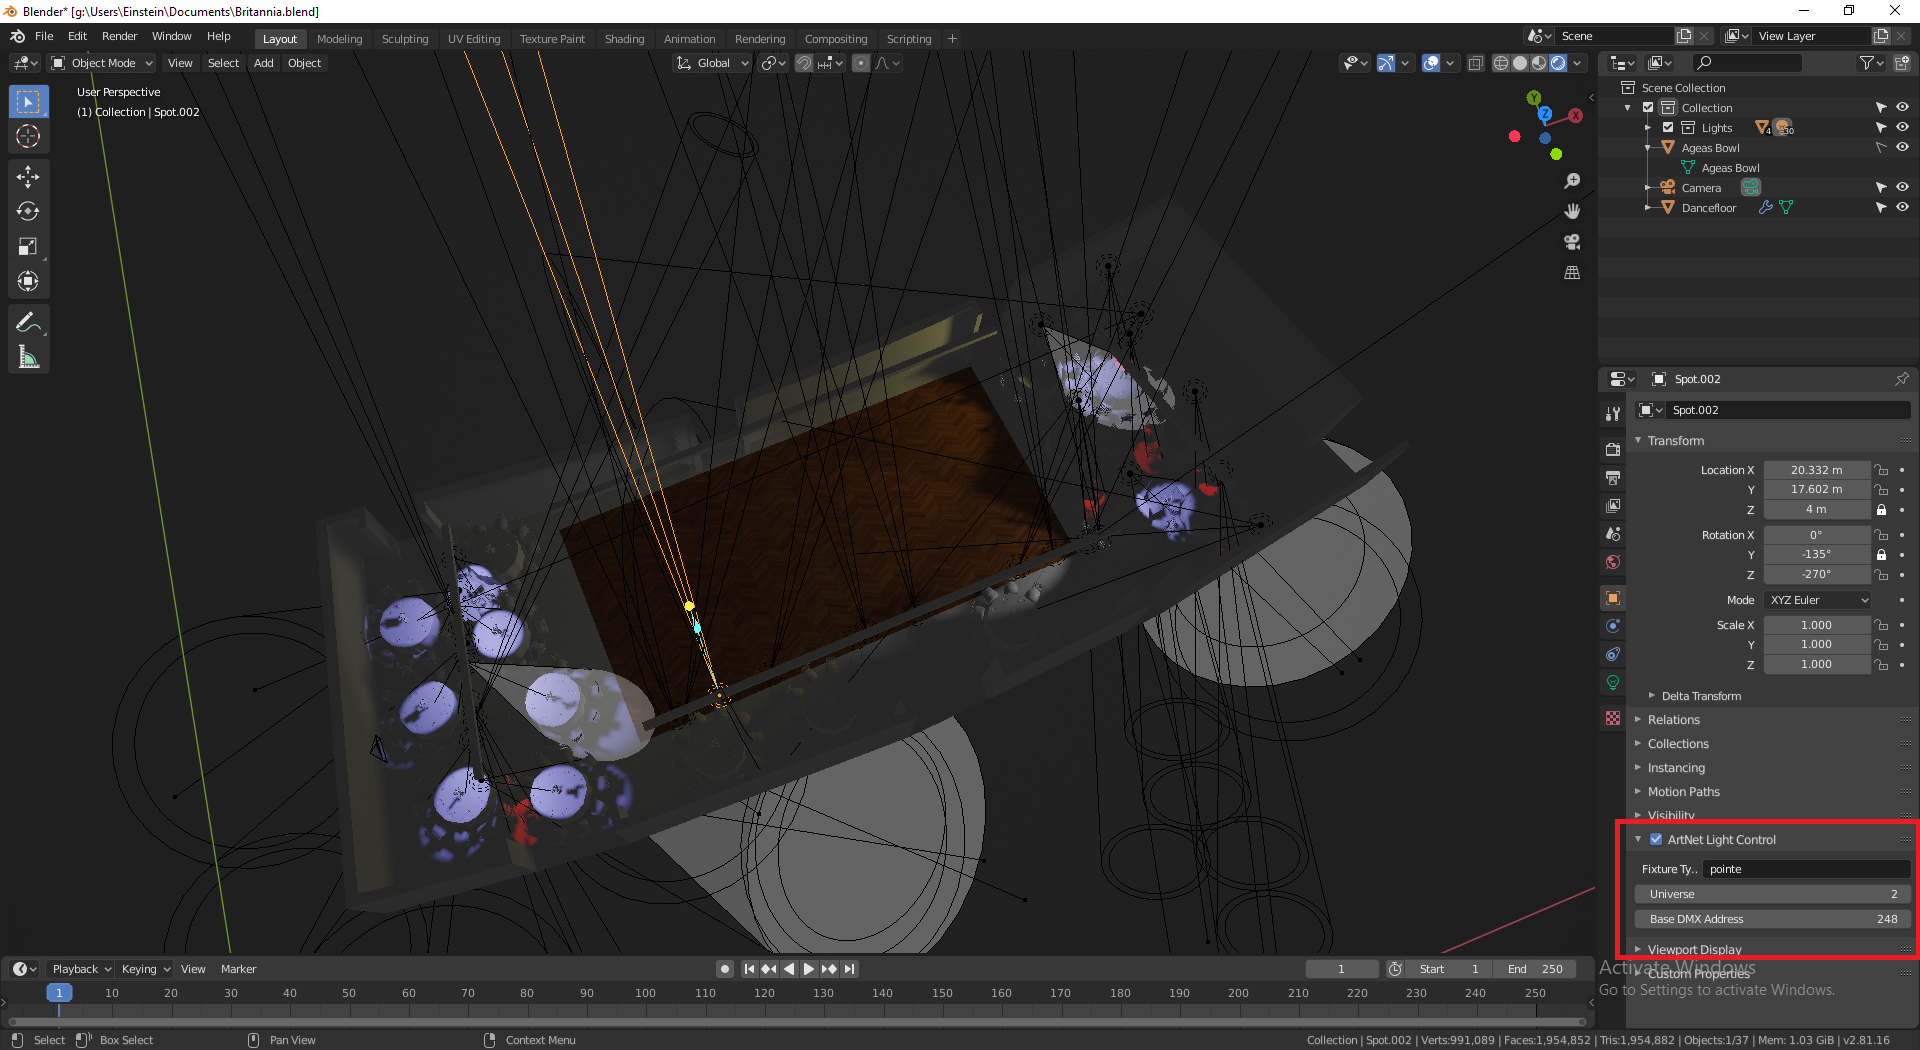 Blender* [g:\Users\Einstein\Documents\Britannia.blend]
File Edit Render Window Help Layout Modeling Sculpting UV Editing Texture Paint Shading Animation Rendering Compositing Scripting + Scene View Layer
Object Mode View Select Add Object Global
User Perspective
(1) Collection | Spot.002
Y
Z
X
Scene Collection
Collection
Lights 4 30
Ageas Bowl
Ageas Bowl
Camera
Dancefloor
Spot.002
Spot.002
Transform
Location X 20.332 m
Y 17.602 m
Z 4 m
Rotation X 0°
Y -135°
Z -270°
Mode XYZ Euler
Scale X 1.000
Y 1.000
Z 1.000
Delta Transform
Relations
Collections
Instancing
Motion Paths
Visibility
ArtNet Light Control
Fixture Ty.. pointe
Universe 2
Base DMX Address 248
Viewport Display
Custom Properties
Activate Windows
Go to Settings to activate Windows.
Playback Keying View Marker 1 Start 1 End 250
1 10 20 30 40 50 60 70 80 90 100 110 120 130 140 150 160 170 180 190 200 210 220 230 240 250
Select Box Select Pan View Context Menu Collection | Spot.002 | Verts:991,089 | Faces:1,954,852 | Tris:1,954,882 | Objects:1/37 | Mem: 1.03 GiB | v2.81.16